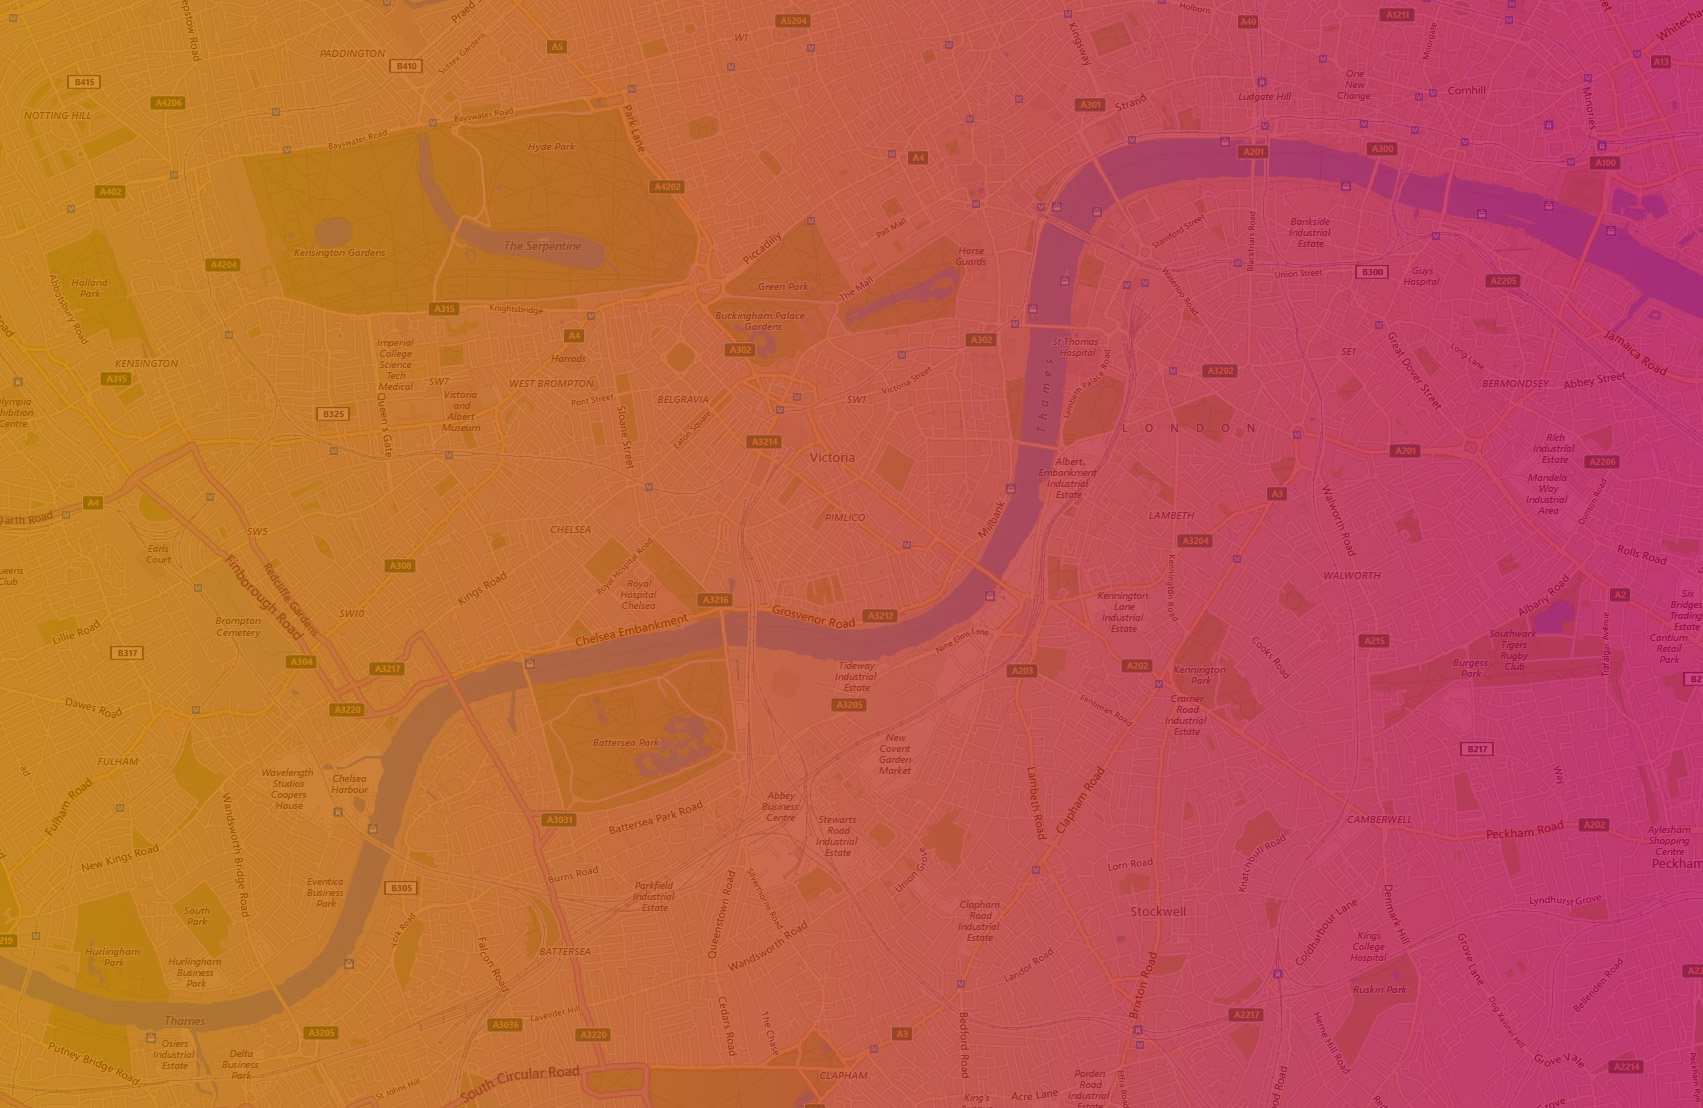 A5204
W1
Holborn
A40
A1211
PADDINGTON
A5
B410
Sussex Gardens
Kingsway
Moorgate
A13
B415
A4206
One
New
Change
Cornhill
Minories
Ludgate Hill
NOTTING HILL
Bayswater Road
Bayswater Road
Park Lane
A301
Strand
Hyde Park
A4
A201
A300
A100
A402
A4202
Pall Mall
Stamford Street
Blackfriars Road
Bankside
Industrial
Estate
Kensington Gardens
The Serpentine
Piccadilly
Horse
Guards
A4204
Holland
Park
Green Park
The Mall
Waterloo Road
Union Street
B300
Guys
Hospital
A2205
Abbotsbury Road
A315
Knightsbridge
Buckingham Palace
Gardens
A4
A302
A302
St Thomas'
Hospital
Imperial
College
Science
Tech
Medical
Harrods
SE1
Great Dover Street
Long Lane
Jamaica Road
KENSINGTON
A315
SW7
WEST BROMPTON
Victoria Street
A3202
BERMONDSEY
Abbey Street
Victoria
and
Albert
Museum
Pont Street
BELGRAVIA
SW1
Thames
Lambeth Palace Road
B325
Queen's Gate
Sloane Street
Eaton Square
A3214
LONDON
A201
Rich
Industrial
Estate
A2206
Victoria
Albert
Embankment
Industrial
Estate
Mandela
Way
Industrial
Area
Dunton Road
A4
A3
Walworth Road
SW5
CHELSEA
PIMLICO
Millbank
LAMBETH
A3204
Rolls Road
Earls
Court
A308
Royal Hospital Road
Kennington Road
WALWORTH
Finborough Road
Redcliffe Gardens
Kings Road
Royal
Hospital
Chelsea
A3216
Kennington
Lane
Industrial
Estate
Albany Road
A2
Six
Bridges
Trading
Estate
SW10
Grosvenor Road
A3212
Brompton
Cemetery
Lillie Road
Chelsea Embankment
Nine Elms Lane
A215
Southwark
Tigers
Rugby
Club
Trafalgar Avenue
Cantium
Retail
Park
B317
A304
A3217
Tideway
Industrial
Estate
A203
A202
Kennington
Park
Cooks Road
Burgess
Park
Dawes Road
A3220
A3205
Fentiman Road
Cramer
Road
Industrial
Estate
Battersea Park
New
Covent
Garden
Market
B217
FULHAM
Wavelength
Studios
Coopers
House
Chelsea
Harbour
Fulham Road
Wandsworth Bridge Road
Abbey
Business
Centre
Lambeth Road
Clapham Road
Way
A3031
Battersea Park Road
Stewarts
Road
Industrial
Estate
CAMBERWELL
Peckham Road
A202
Aylesham
Shopping
Centre
Peckham
New Kings Road
Union Grove
Lorn Road
Knatchbull Road
Eventica
Business
Park
B305
Burns Road
Parkfield
Industrial
Estate
Queenstown Road
Silverthorne Road
Lyndhurst Grove
South
Park
York Road
Clapham
Road
Industrial
Estate
Stockwell
Coldharbour Lane
Denmark Hill
Hurlingham
Park
Falcon Road
BATTERSEA
Wandsworth Road
Kings
College
Hospital
Grove Lane
Hurlingham
Business
Park
Landor Road
Brixton Road
Ruskin Park
Bellenden Road
Thames
Lavender Hill
Cedars Road
The Chase
A2217
Dog Kennel Hill
A3205
A3036
A3220
A3
Bedford Road
Herne Hill Road
Grove Vale
Putney Bridge Road
Osiers
Industrial
Estate
Delta
Business
Park
A2214
St Johns Hill
South Circular Road
CLAPHAM
Porden
Road
Industrial
Estate
King's
Acre Lane